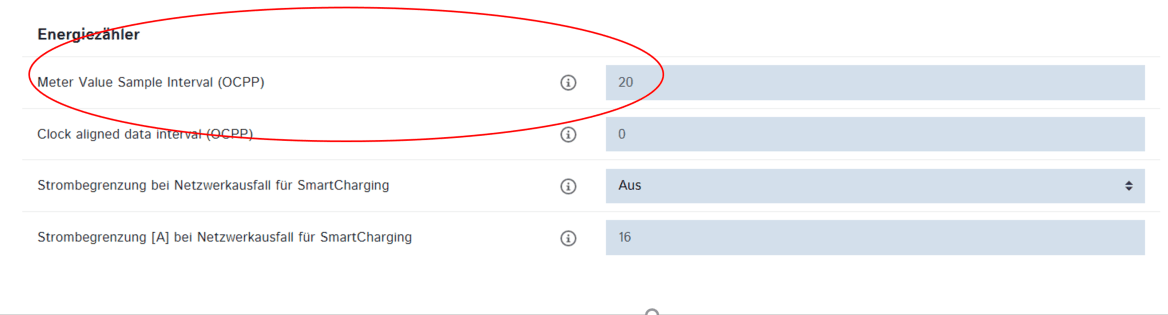 Energiezähler
Meter Value Sample Interval (OCPP) 20
Clock aligned data interval (OCPP) 0
Strombegrenzung bei Netzwerkausfall für SmartCharging Aus
Strombegrenzung [A] bei Netzwerkausfall für SmartCharging 16